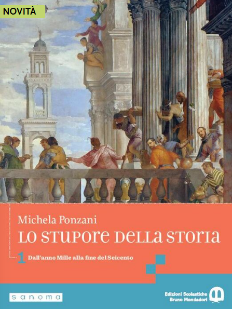 NOVITÀ
Michela Ponzani
LO STUPORE DELLA STORIA
1 Dall'anno Mille alla fine del Seicento
sanoma
Edizioni Scolastiche
Bruno Mondadori